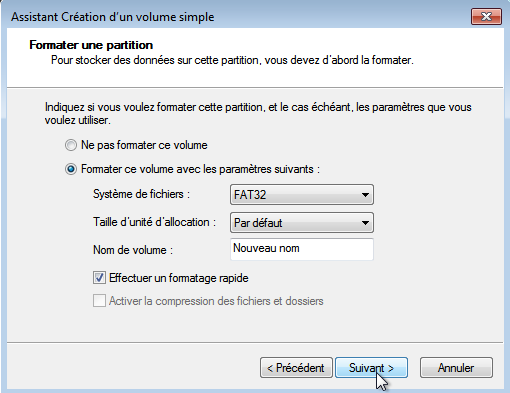 Assistant Création d'un volume simple
Formater une partition
Pour stocker des données sur cette partition, vous devez d'abord la formater.
Indiquez si vous voulez formater cette partition, et le cas échéant, les paramètres que vous
voulez utiliser.
Ne pas formater ce volume
Formater ce volume avec les paramètres suivants :
Système de fichiers : FAT32
Taille d'unité d'allocation : Par défaut
Nom de volume : Nouveau nom
Effectuer un formatage rapide
Activer la compression des fichiers et dossiers
< Précédent Suivant > Annuler